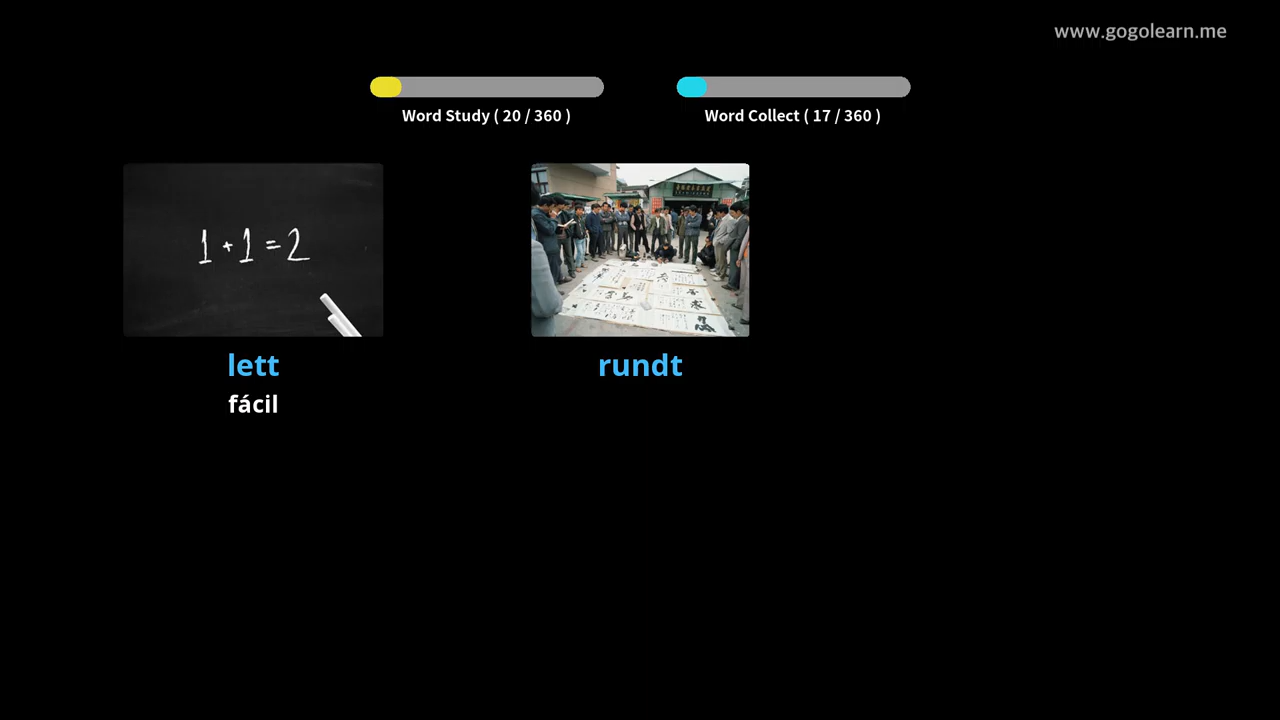 www.gogolearn.me
Word Study ( 20 / 360 )
Word Collect ( 17 / 360 )
1 + 1 = 2
lett
fácil
rundt